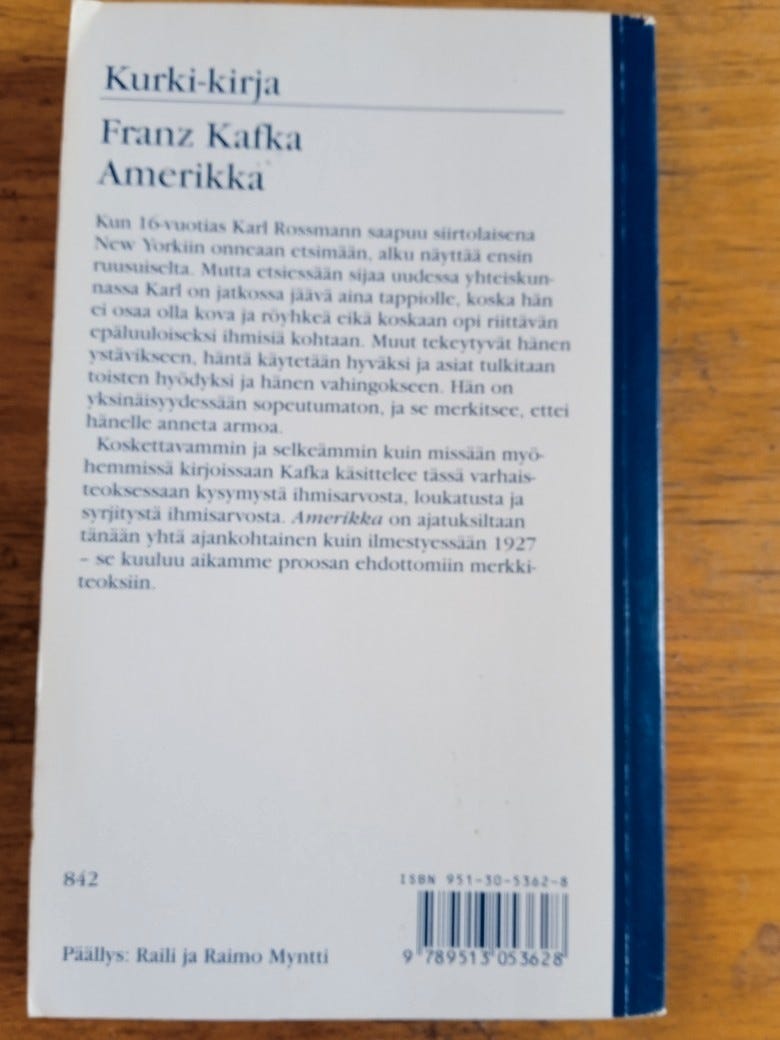 Kurki-kirja
Franz Kafka
Amerikka
Kun 16-vuotias Karl Rossmann saapuu siirtolaisena
New Yorkiin onneaan etsimään, alku näyttää ensin
ruusuiselta. Mutta etsiessään sijaa uudessa yhteiskun-
nassa Karl on jatkossa jäävä aina tappiolle, koska hän
ei osaa olla kova ja röyhkeä eikä koskaan opi riittävän
epäluuloiseksi ihmisiä kohtaan. Muut tekeytyvät hänen
ystävikseen, häntä käytetään hyväksi ja asiat tulkitaan
toisten hyödyksi ja hänen vahingokseen. Hän on
yksinäisyydessään sopeutumaton, ja se merkitsee, ettei
hänelle anneta armoa.
Koskettavammin ja selkeämmin kuin missään myö-
hemmissä kirjoissaan Kafka käsittelee tässä varhais-
teoksessaan kysymystä ihmisarvosta, loukatusta ja
syrjitystä ihmisarvosta. Amerikka on ajatuksiltaan
tänään yhtä ajankohtainen kuin ilmestyessään 1927
– se kuuluu aikamme proosan ehdottomiin merkki-
teoksiin.
842
ISBN 951-30-5362-8
9 789513 053628
Päällys: Raili ja Raimo Myntti